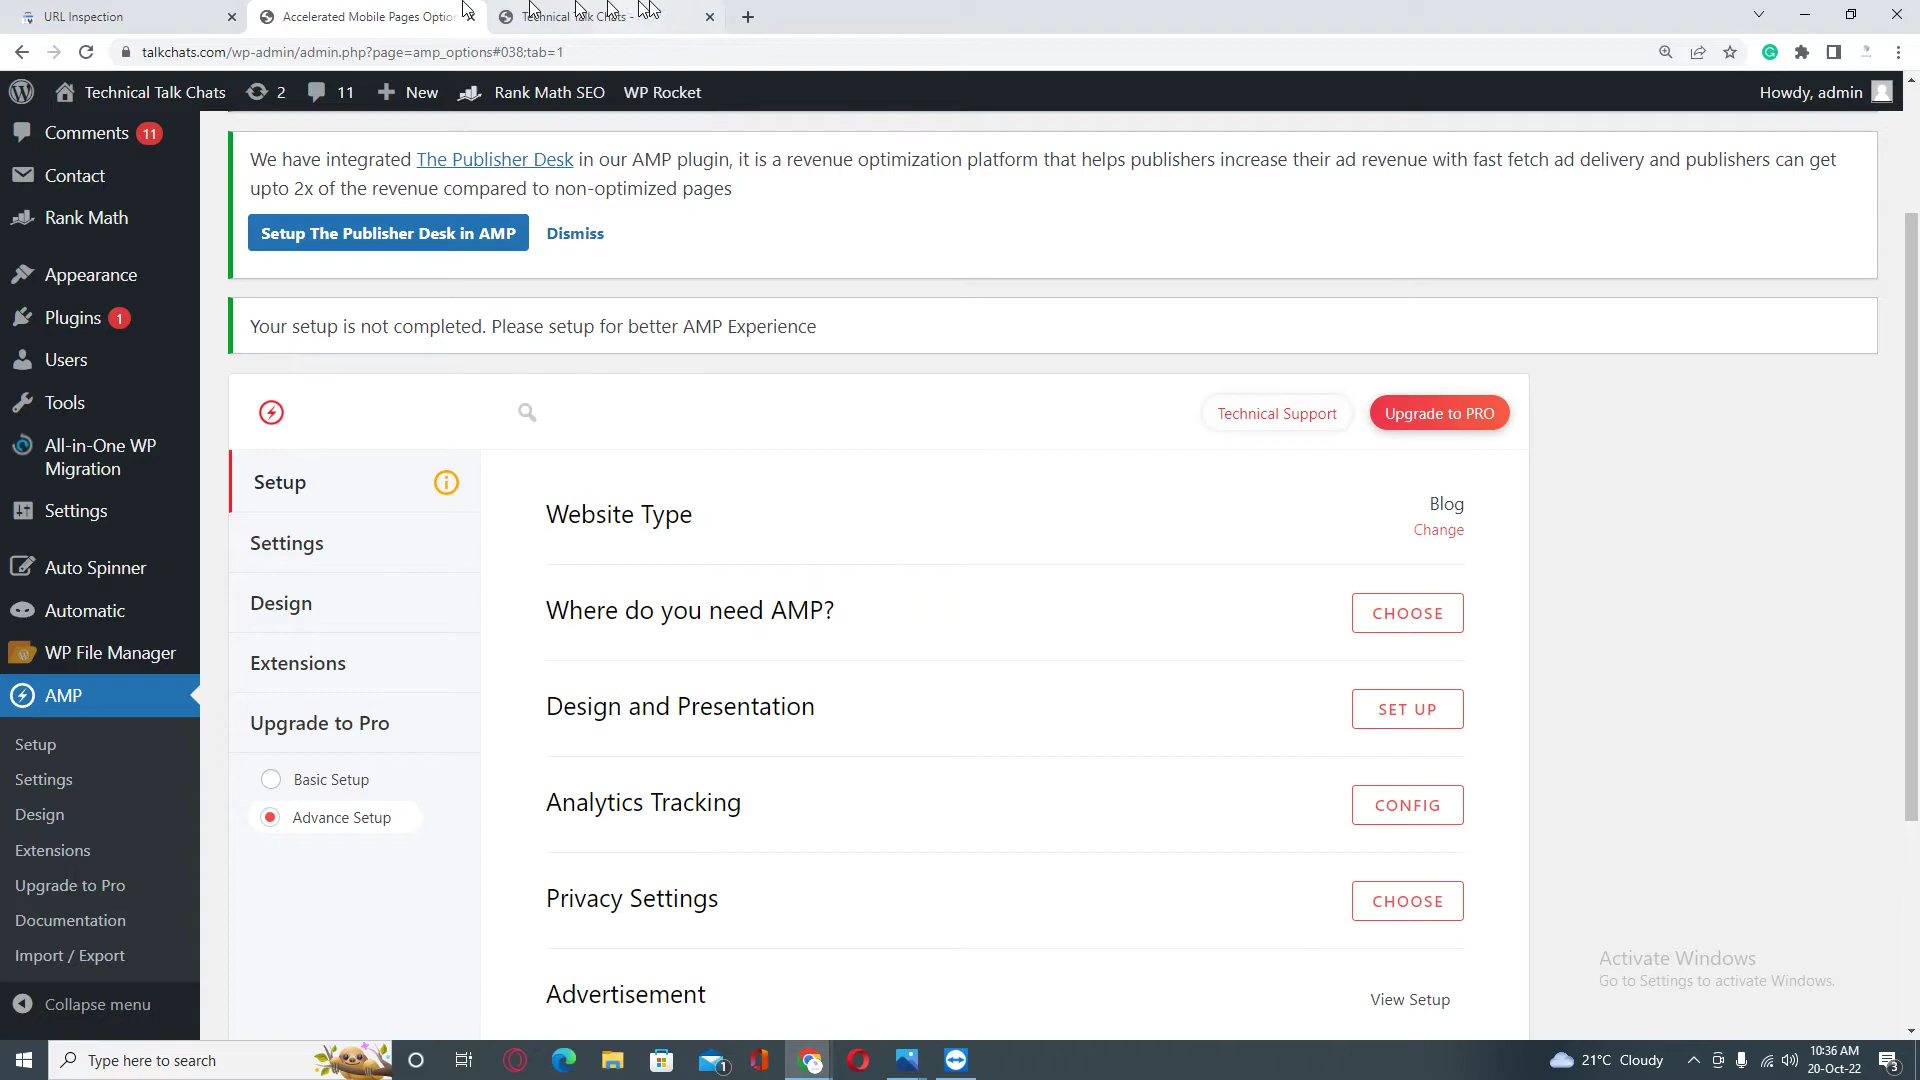 URL Inspection
Accelerated Mobile Pages Optio
Technical Talk Chats -
talkchats.com/wp-admin/admin.php?page=amp_options#038;tab=1
Technical Talk Chats
2
11
New
Rank Math SEO
WP Rocket
Howdy, admin
Comments 11
Contact
Rank Math
Appearance
Plugins 1
Users
Tools
All-in-One WP
Migration
Settings
Auto Spinner
Automatic
WP File Manager
AMP
Setup
Settings
Design
Extensions
Upgrade to Pro
Documentation
Import / Export
Collapse menu
We have integrated The Publisher Desk in our AMP plugin, it is a revenue optimization platform that helps publishers increase their ad revenue with fast fetch ad delivery and publishers can get
upto 2x of the revenue compared to non-optimized pages
Setup The Publisher Desk in AMP
Dismiss
Your setup is not completed. Please setup for better AMP Experience
Technical Support
Upgrade to PRO
Setup
Settings
Design
Extensions
Upgrade to Pro
Basic Setup
Advance Setup
Website Type
Blog
Change
Where do you need AMP?
CHOOSE
Design and Presentation
SET UP
Analytics Tracking
CONFIG
Privacy Settings
CHOOSE
Advertisement
View Setup
Activate Windows
Go to Settings to activate Windows.
Type here to search
1
21°C Cloudy
10:36 AM
20-Oct-22
3